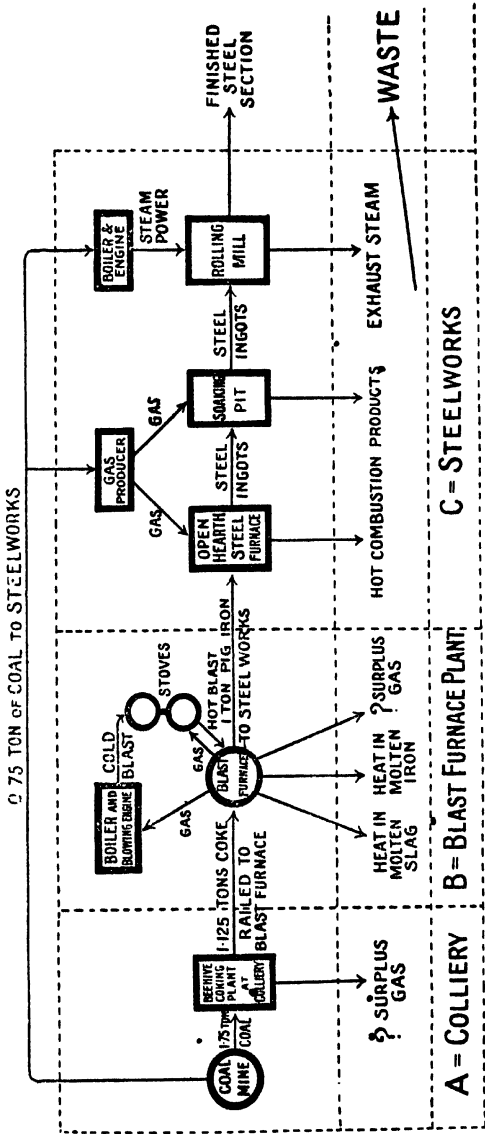 0.75 TON OF COAL TO STEELWORKS
COAL
MINE
1·75 TONS
COAL
BEEHIVE
COKING
PLANT
AT
COLLIERY
1·125 TONS COKE
RAILED TO
BLAST FURNACE
? SURPLUS
GAS
A = COLLIERY
BOILER AND
BLOWING ENGINE
COLD
BLAST
STOVES
GAS
GAS
HOT BLAST
BLAST
FURNACE
1 TON PIG IRON
TO STEEL WORKS
HEAT IN
MOLTEN
SLAG
HEAT IN
MOLTEN
IRON
? SURPLUS
GAS
B = BLAST FURNACE PLANT
GAS
PRODUCER
GAS
GAS
OPEN
HEARTH
STEEL
FURNACE
STEEL
INGOTS
SOAKING
PIT
STEEL
INGOTS
BOILER &
ENGINE
STEAM
POWER
ROLLING
MILL
FINISHED
STEEL
SECTION
HOT COMBUSTION PRODUCTS
EXHAUST STEAM
WASTE
C = STEELWORKS